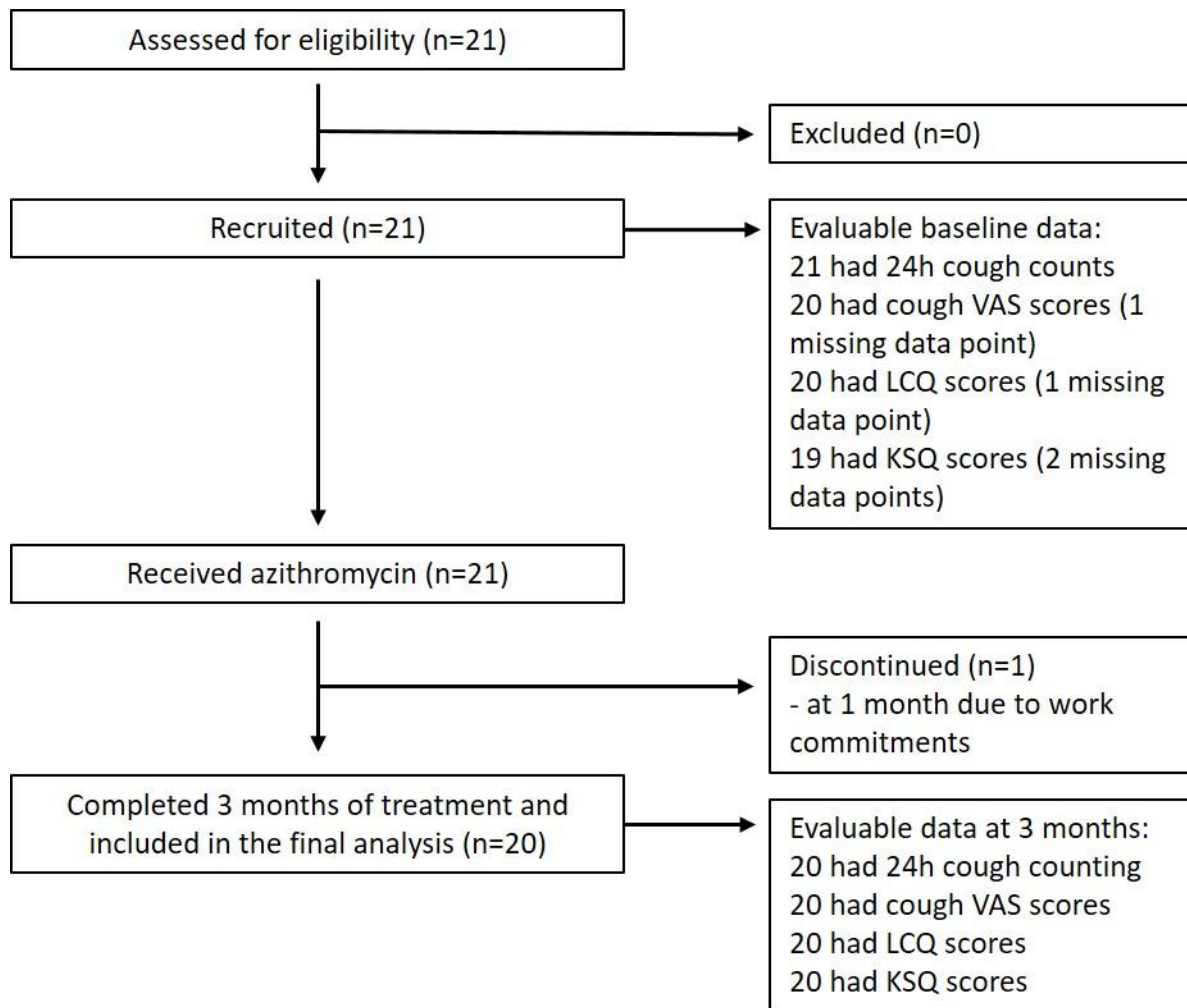 Assessed for eligibility (n=21)
Excluded (n=0)
Recruited (n=21)
Evaluable baseline data:
21 had 24h cough counts
20 had cough VAS scores (1
missing data point)
20 had LCQ scores (1 missing
data point)
19 had KSQ scores (2 missing
data points)
Received azithromycin (n=21)
Discontinued (n=1)
- at 1 month due to work
commitments
Completed 3 months of treatment and
included in the final analysis (n=20)
Evaluable data at 3 months:
20 had 24h cough counting
20 had cough VAS scores
20 had LCQ scores
20 had KSQ scores